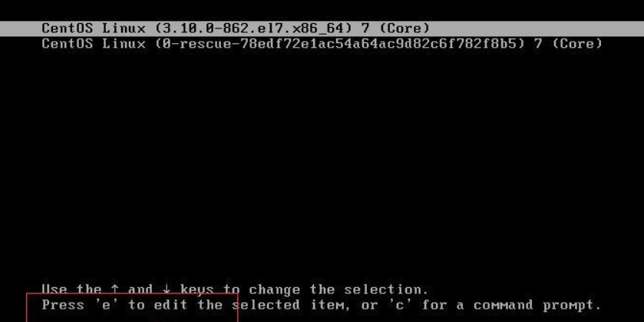 CentOS Linux (3.10.0-862.el7.x86_64) 7 (Core)
CentOS Linux (0-rescue-78edf72e1ac54a64ac9d82c6f782f8b5) 7 (Core)
Use the ↑ and ↓ keys to change the selection.
Press 'e' to edit the selected item, or 'c' for a command prompt.